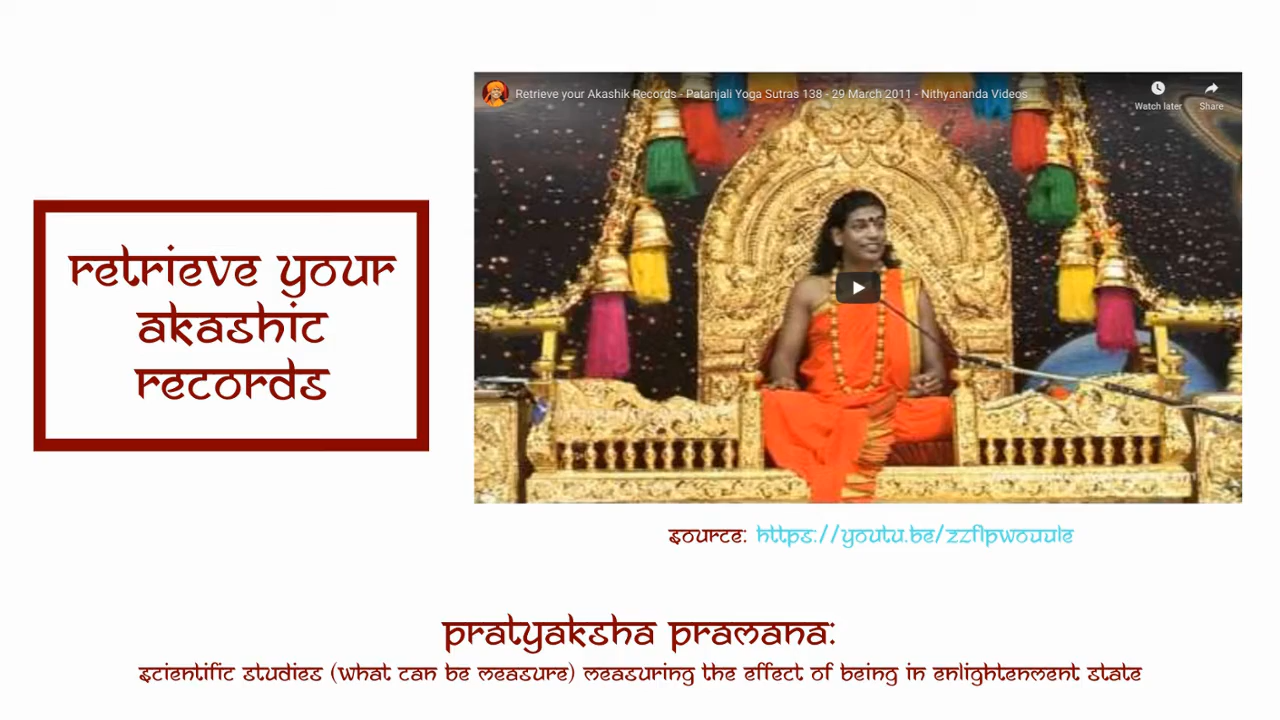 Retrieve your Akashik Records - Patanjali Yoga Sutras 138 - 29 March 2011 - Nithyananda Videos
Watch later
Share
retrieve your
akashic
records
source: https://youtu.be/zzflpwouule
pratyaksha pramana:
scientific studies (what can be measure) measuring the effect of being in enlightenment state